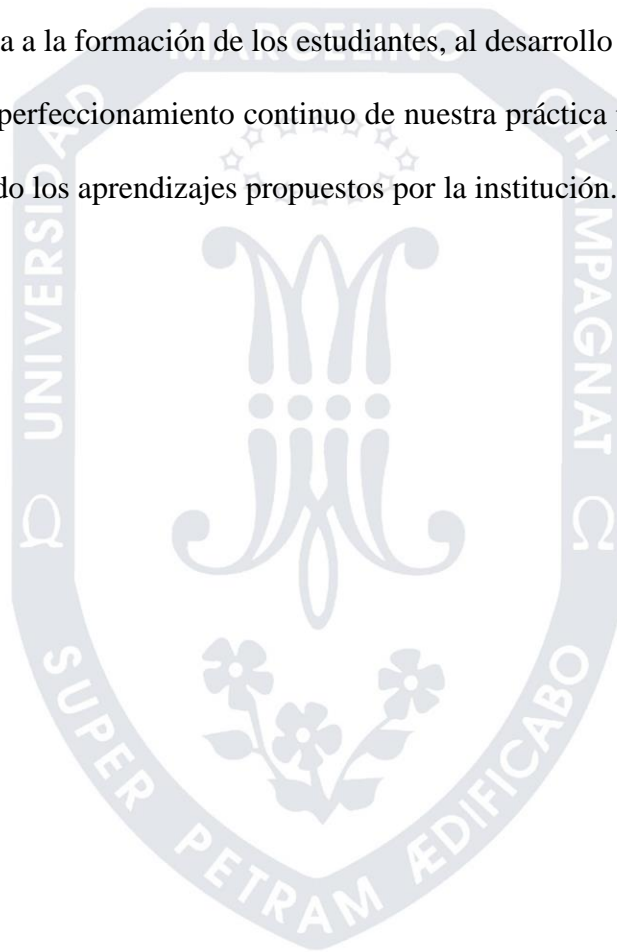 a a la formación de los estudiantes, al desarrollo
perfeccionamiento continuo de nuestra práctica
do los aprendizajes propuestos por la institución.
UNIVERSIDAD MARCELINO CHAMPAGNAT
SUPER PETRAM ÆDIFICABO